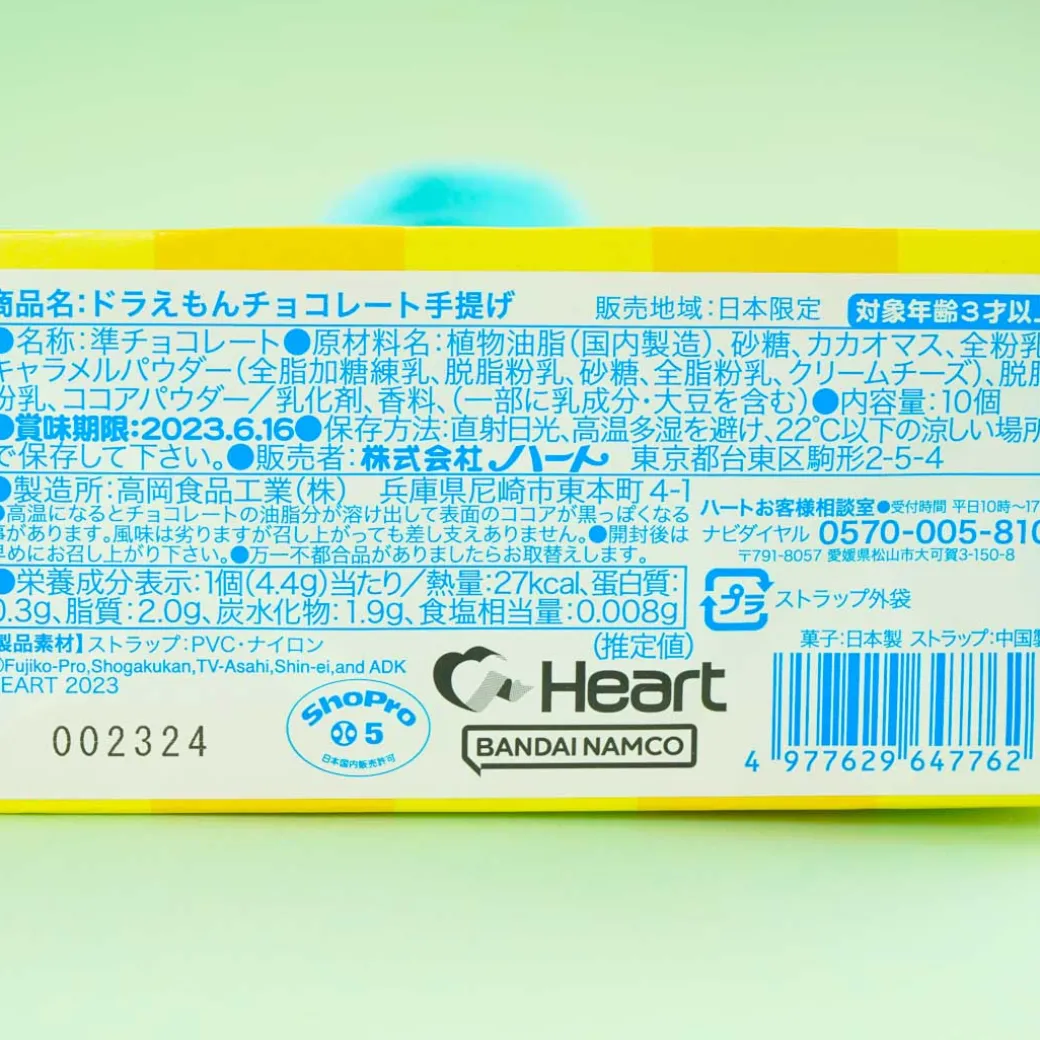 商品名:ドラえもんチョコレート手提げ 販売地域:日本限定 対象年齢3才以上
●名称:準チョコレート●原材料名:植物油脂(国内製造)、砂糖、カカオマス、全粉乳
キャラメルパウダー(全脂加糖練乳、脱脂粉乳、砂糖、全脂粉乳、クリームチーズ)、脱脂
粉乳、ココアパウダー/乳化剤、香料、(一部に乳成分・大豆を含む)●内容量:10個
●賞味期限:2023.6.16●保存方法:直射日光、高温多湿を避け、22℃以下の涼しい場所
で保存して下さい。●販売者:株式会社ハート 東京都台東区駒形2-5-4
●製造所:高岡食品工業(株) 兵庫県尼崎市東本町4-1
●高温になるとチョコレートの油脂分が溶け出して表面のココアが黒っぽくなる
事があります。風味は劣りますが召し上がっても差し支えありません。●開封後は
早めにお召し上がり下さい。●万一不都合品がありましたらお取替えします。
ハートお客様相談室●受付時間 平日10時〜17
ナビダイヤル 0570-005-810
〒791-8057 愛媛県松山市大可賀3-150-8
●栄養成分表示:1個(4.4g)当たり/熱量:27kcal、蛋白質:
0.3g、脂質:2.0g、炭水化物:1.9g、食塩相当量:0.008g
(推定値)
プラ ストラップ外袋
製品素材】ストラップ:PVC・ナイロン
菓子:日本製 ストラップ:中国製
©Fujiko-Pro,Shogakukan,TV-Asahi,Shin-ei,and ADK
HEART 2023
002324
ShoPro
5
日本国内販売許可
Heart
BANDAI NAMCO
4 977629 647762